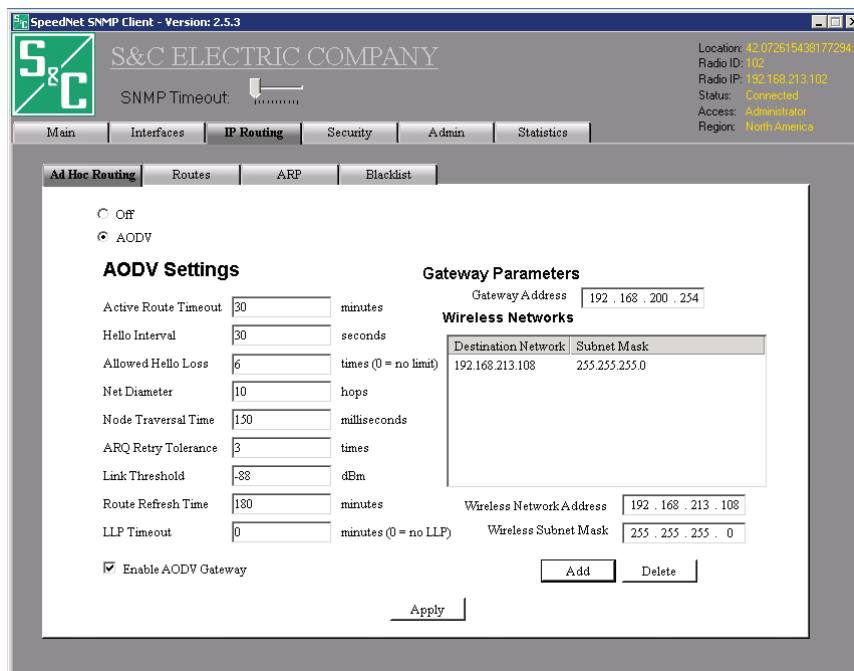 SpeedNet SNMP Client - Version: 2.5.3
S&C
S&C ELECTRIC COMPANY
SNMP Timeout:
Location: 42.072615438177294
Radio ID: 102
Radio IP: 192.168.213.102
Status: Connected
Access: Administrator
Region: North America
Main Interfaces IP Routing Security Admin Statistics
Ad Hoc Routing Routes ARP Blacklist
Off
AODV
AODV Settings
Active Route Timeout 30 minutes
Hello Interval 30 seconds
Allowed Hello Loss 6 times (0 = no limit)
Net Diameter 10 hops
Node Traversal Time 150 milliseconds
ARQ Retry Tolerance 3 times
Link Threshold -88 dBm
Route Refresh Time 180 minutes
LLP Timeout 0 minutes (0 = no LLP)
Enable AODV Gateway
Gateway Parameters
Gateway Address 192 . 168 . 200 . 254
Wireless Networks
Destination Network Subnet Mask
192.168.213.108 255.255.255.0
Wireless Network Address 192 . 168 . 213 . 108
Wireless Subnet Mask 255 . 255 . 255 . 0
Add Delete
Apply